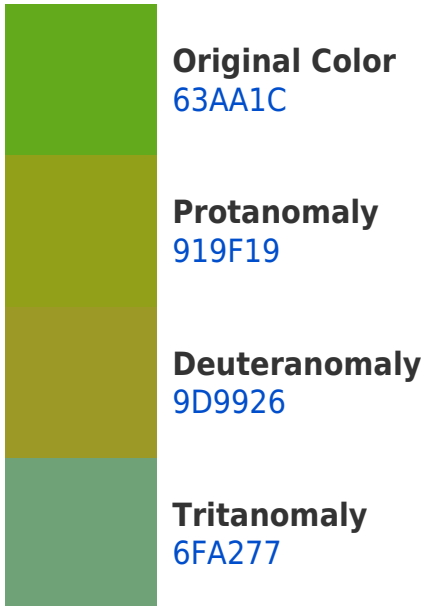 Original Color
63AA1C
Protanomaly
919F19
Deuteranomaly
9D9926
Tritanomaly
6FA277